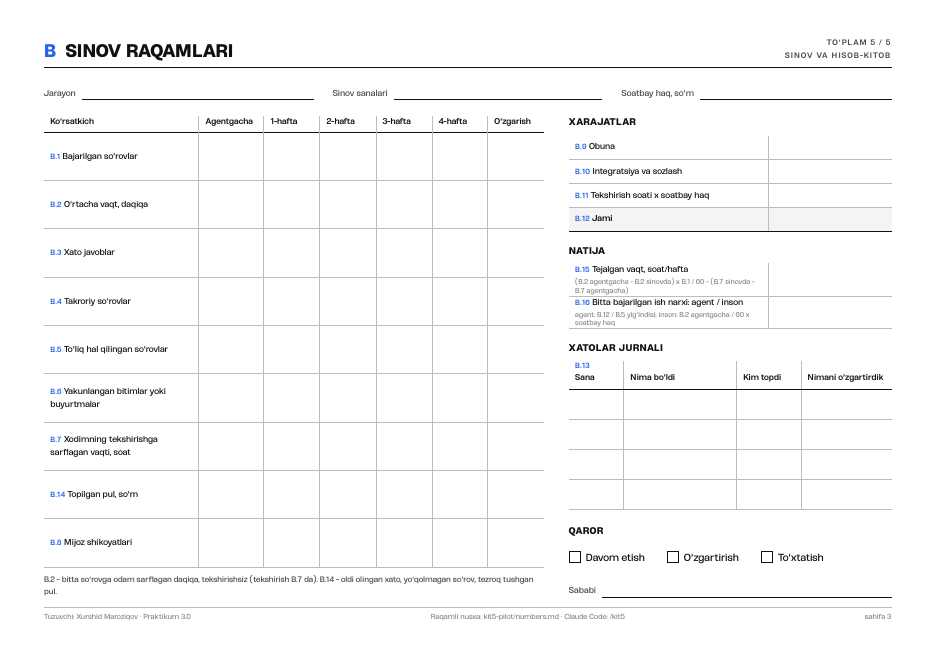 B SINOV RAQAMLARI
TO'PLAM 5 / 5
SINOV VA HISOB-KITOB
Jarayon
Sinov sanalari
Soatbay haq, so'm
Ko'rsatkich Agentgacha 1-hafta 2-hafta 3-hafta 4-hafta O'zgarish
B.1 Bajarilgan so'rovlar
B.2 O'rtacha vaqt, daqiqa
B.3 Xato javoblar
B.4 Takroriy so'rovlar
B.5 To'liq hal qilingan so'rovlar
B.6 Yakunlangan bitimlar yoki
buyurtmalar
B.7 Xodimning tekshirishga
sarflagan vaqti, soat
B.14 Topilgan pul, so'm
B.8 Mijoz shikoyatlari
B.2 - bitta so'rovga odam sarflagan daqiqa, tekshirishsiz (tekshirish B.7 da). B.14 - oldi olingan xato, yo'qolmagan so'rov, tezroq tushgan
pul.
XARAJATLAR
B.9 Obuna
B.10 Integratsiya va sozlash
B.11 Tekshirish soati x soatbay haq
B.12 Jami
NATIJA
B.15 Tejalgan vaqt, soat/hafta
(B.2 agentgacha - B.2 sinovda) x B.1 / 60 - (B.7 sinovda -
B.7 agentgacha)
B.16 Bitta bajarilgan ish narxi: agent / inson
agent: B.12 / B.5 yig'indisi; inson: B.2 agentgacha / 60 x
soatbay haq
XATOLAR JURNALI
B.13
Sana Nima bo'ldi Kim topdi Nimani o'zgartirdik
QAROR
Davom etish O'zgartirish To'xtatish
Sababi
Tuzuvchi: Xurshid Maroziqov · Praktikum 3.0
Raqamli nusxa: kit5-pilot/numbers.md · Claude Code: /kit5
sahifa 3